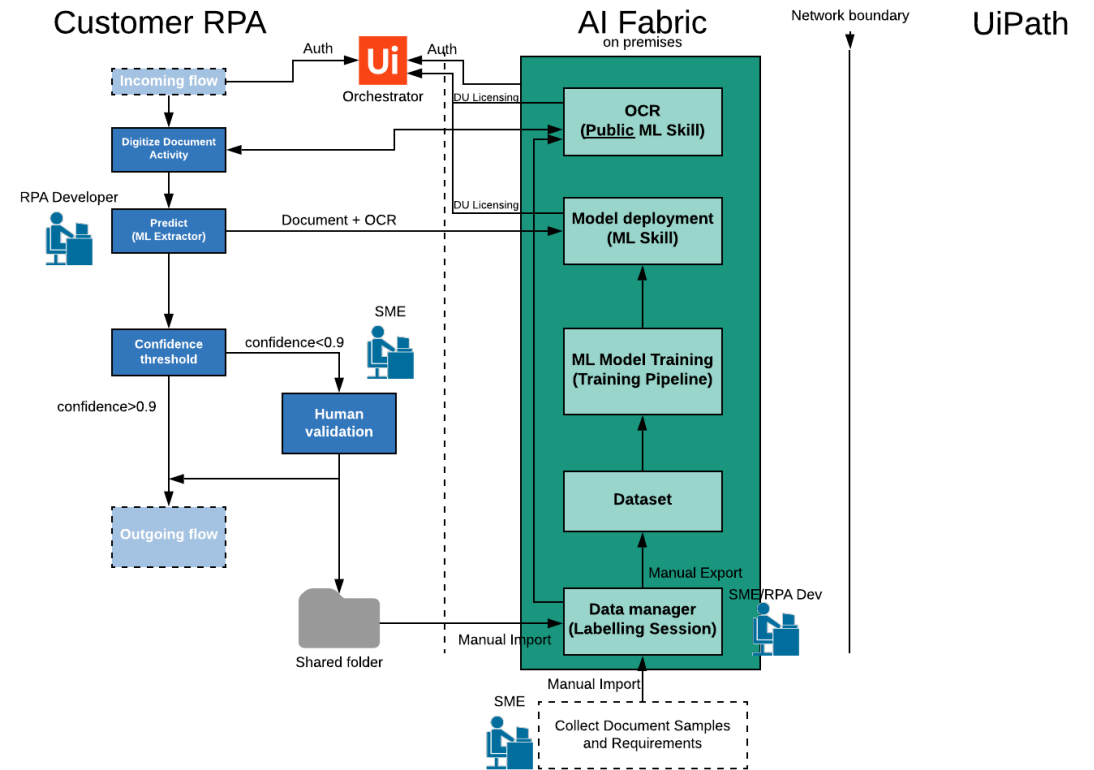 Customer RPA
AI Fabric
on premises
Network boundary
UiPath
Auth
Ui
Orchestrator
Auth
Incoming flow
DU Licensing
OCR
(Public ML Skill)
Digitize Document
Activity
RPA Developer
Predict
(ML Extractor)
Document + OCR
DU Licensing
Model deployment
(ML Skill)
SME
Confidence
threshold
confidence<0.9
ML Model Training
(Training Pipeline)
confidence>0.9
Human
validation
Outgoing flow
Dataset
Manual Export
SME/RPA Dev
Data manager
(Labelling Session)
Manual Import
Shared folder
Manual Import
SME
Collect Document Samples
and Requirements